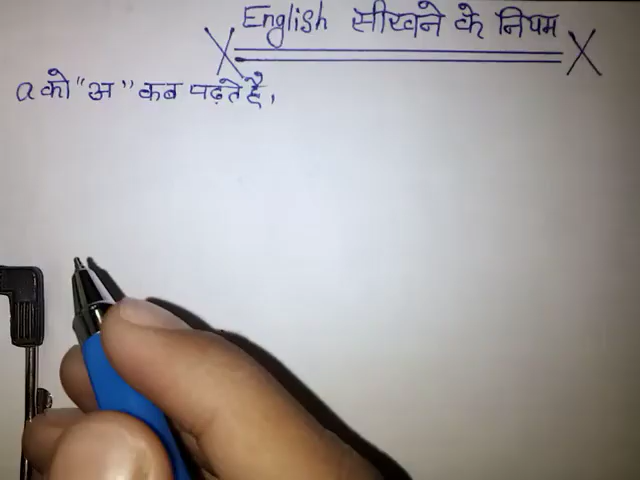 English सीखने के नियम
a को "अ" कब पढ़ते है,